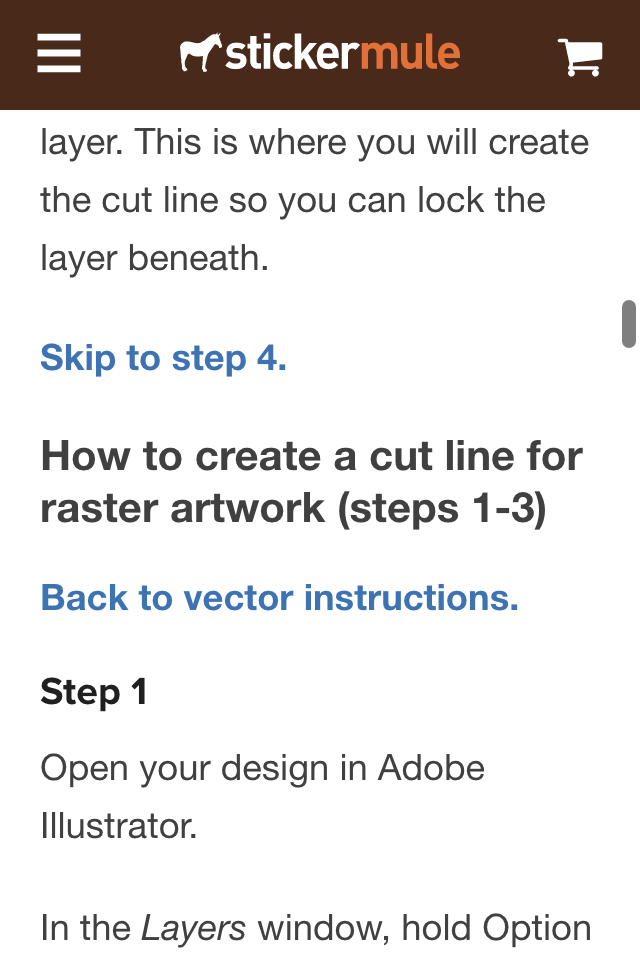 stickermule
layer. This is where you will create
the cut line so you can lock the
layer beneath.
Skip to step 4.
How to create a cut line for
raster artwork (steps 1-3)
Back to vector instructions.
Step 1
Open your design in Adobe
Illustrator.
In the Layers window, hold Option